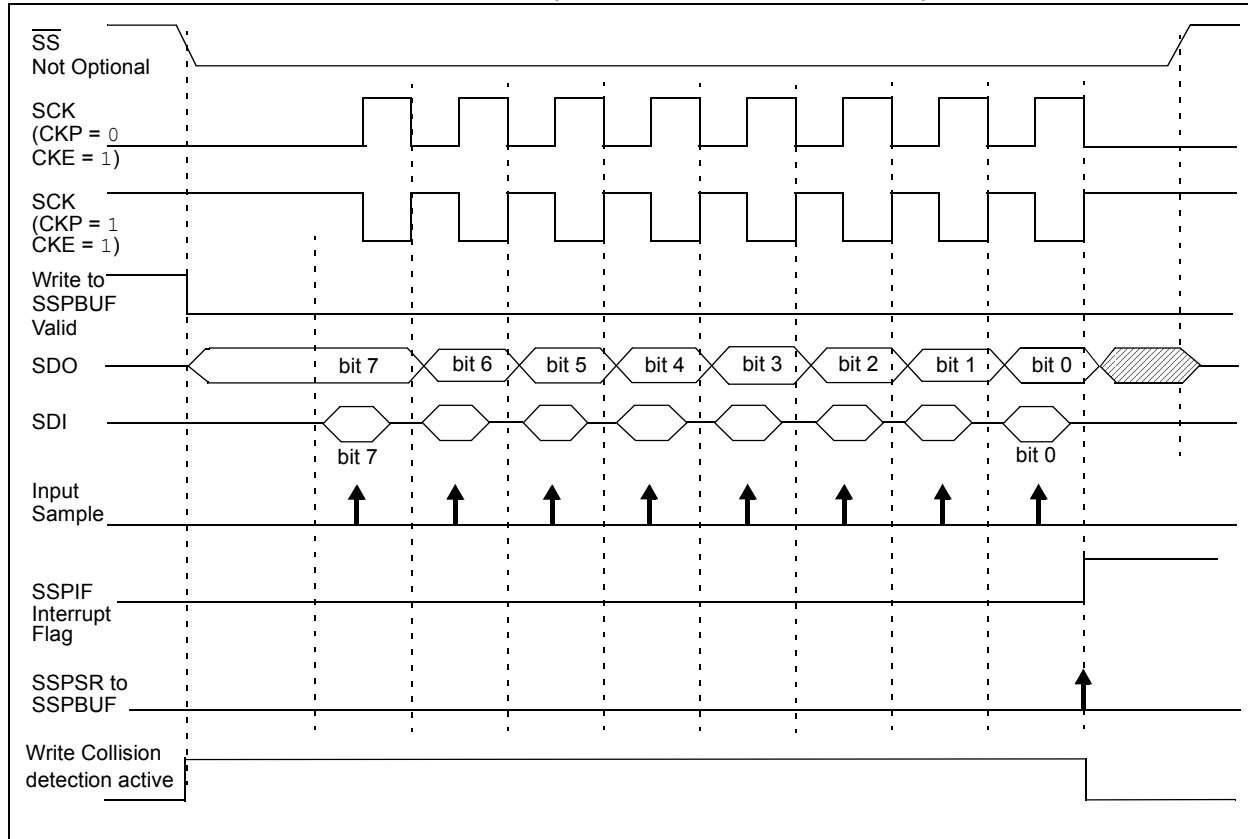 SS
Not Optional
SCK
(CKP = 0
CKE = 1)
SCK
(CKP = 1
CKE = 1)
Write to
SSPBUF
Valid
SDO
bit 7 bit 6 bit 5 bit 4 bit 3 bit 2 bit 1 bit 0
SDI
bit 7 bit 0
Input
Sample
SSPIF
Interrupt
Flag
SSPSR to
SSPBUF
Write Collision
detection active